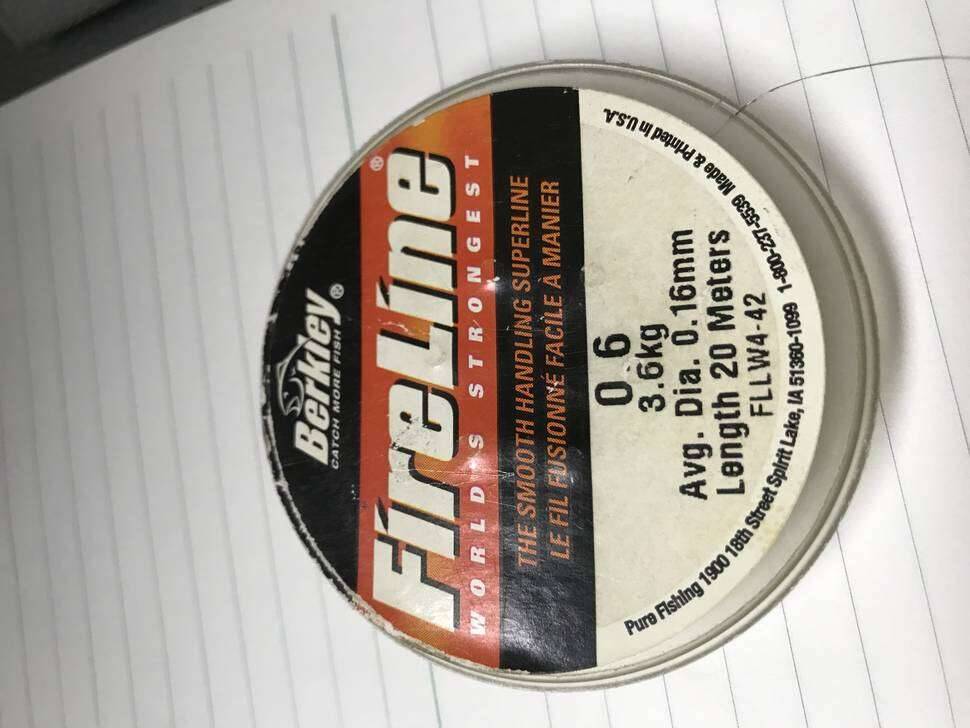 Berkley®
CATCH MORE FISH™
FireLine®
WORLD'S STRONGEST
THE SMOOTH HANDLING SUPERLINE
LE FIL FUSIONNÉ FACILE À MANIER
0 6
3.6kg
Avg. Dia. 0.16mm
Length 20 Meters
FLLW4-42
Pure Fishing 1900 18th Street Spirit Lake, IA 51360-1099 1-800-237-5539 Made & Printed in U.S.A.